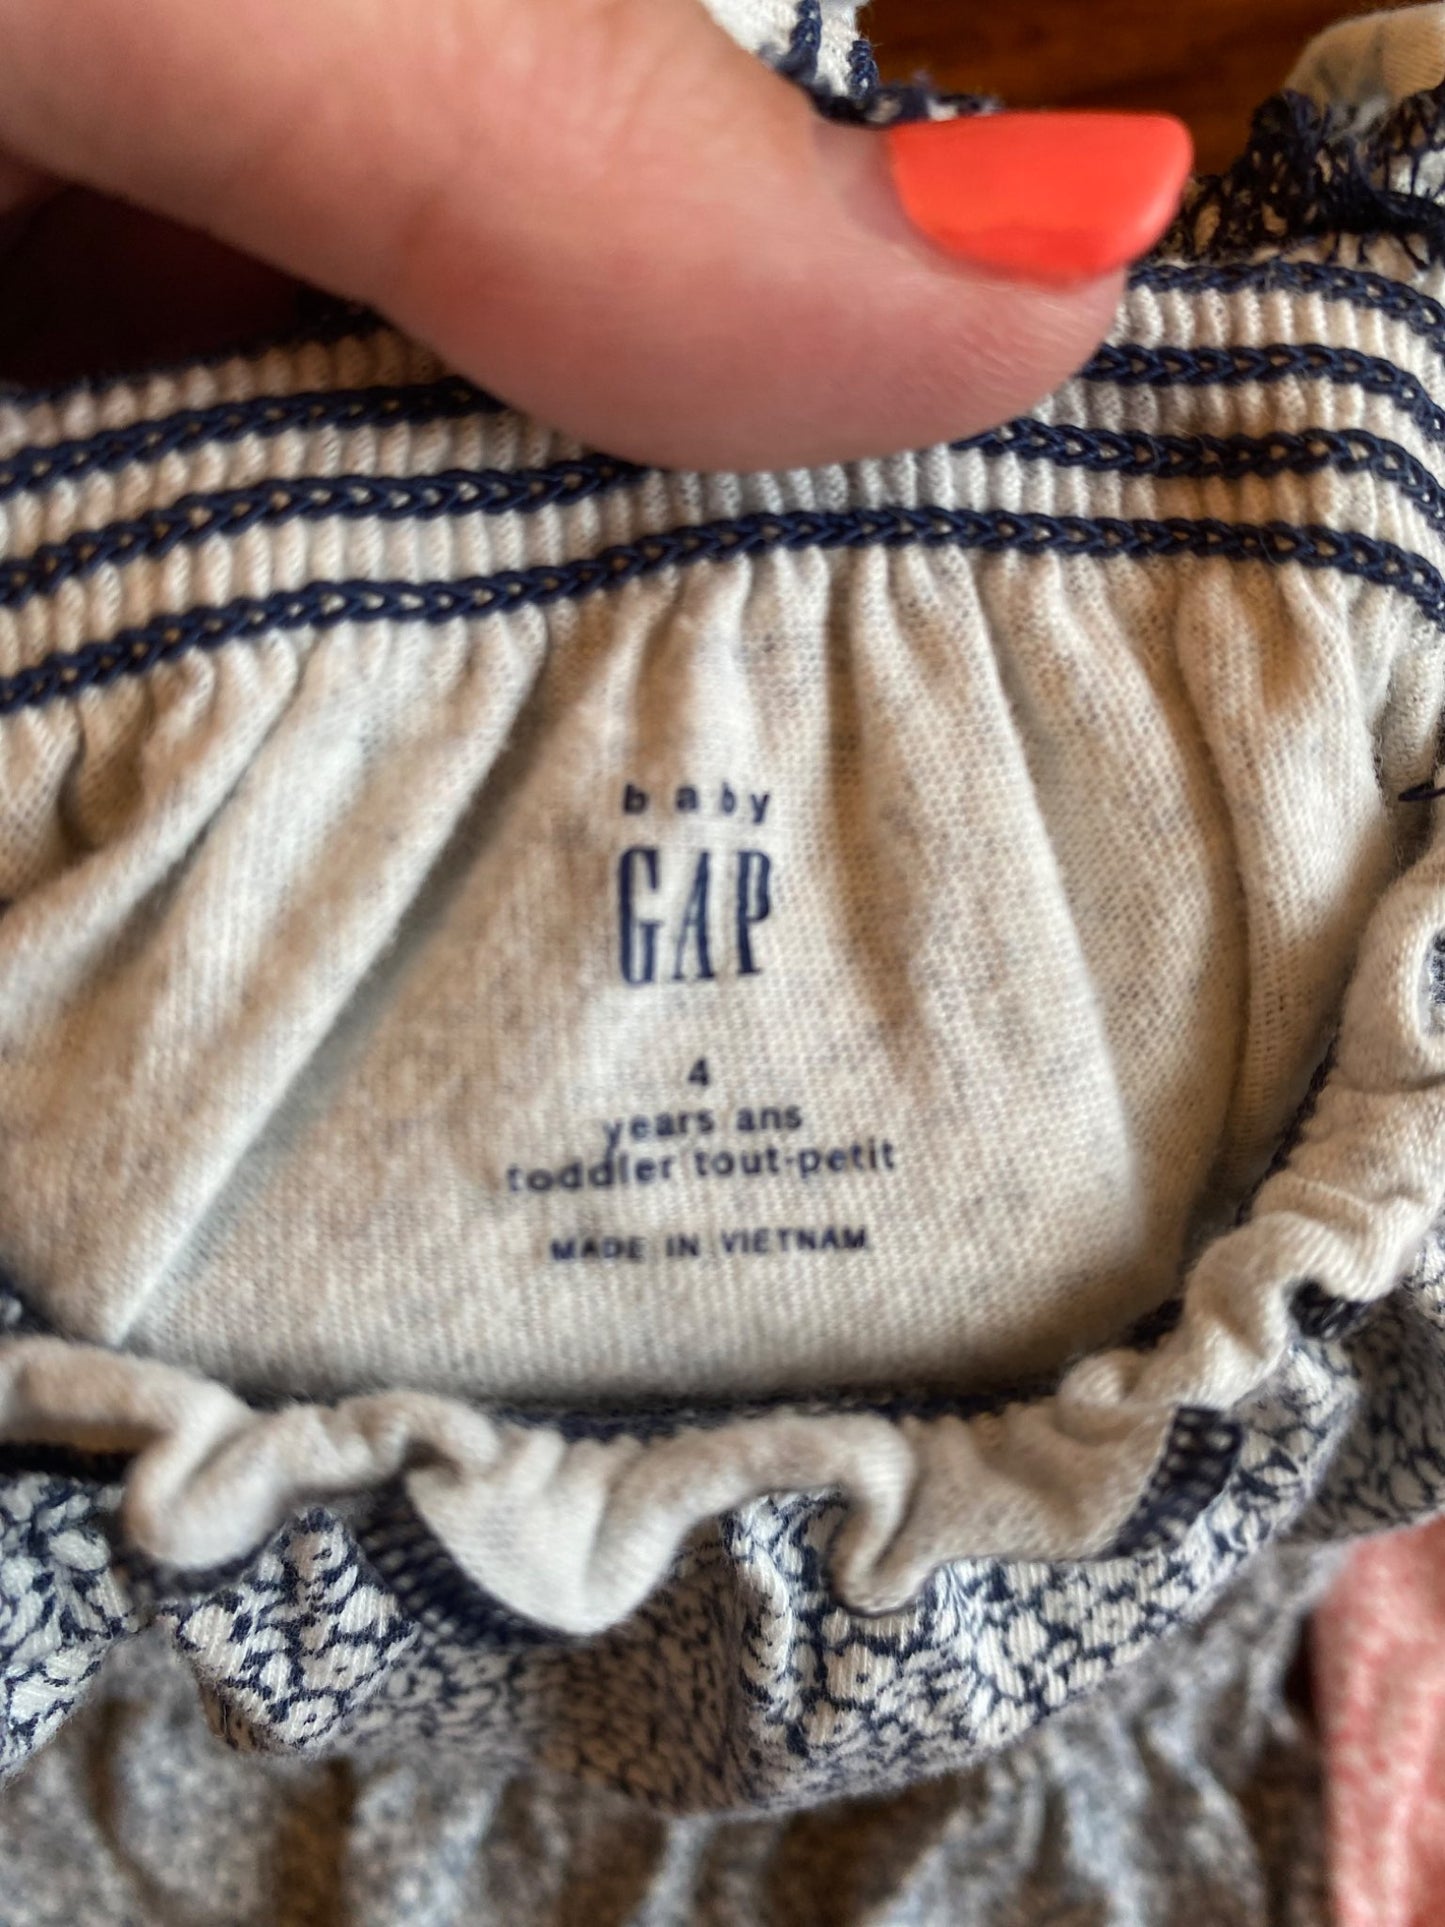 baby
GAP
4
years ans
toddler tout-petit
MADE IN VIETNAM